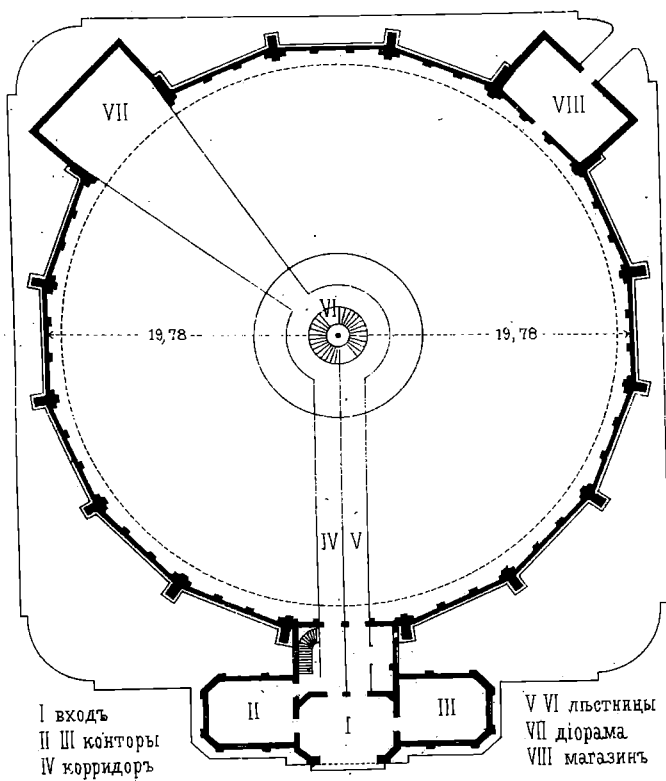 VII
VIII
VI
19,78
19,78
IV V
II
I
III
I входъ
II III конторы
IV корридоръ
V VI лѣстницы
VII діорама
VIII магазинъ